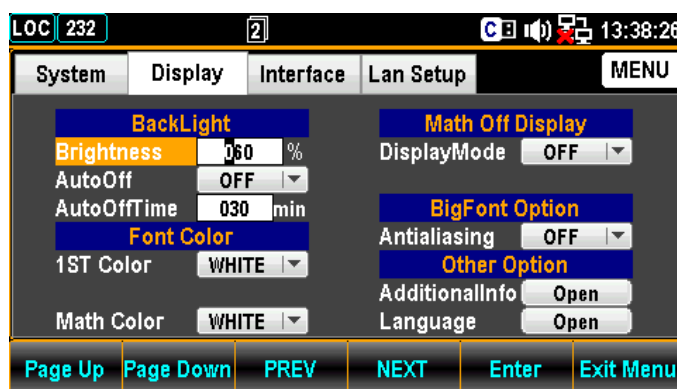 LOC 232 2 C 13:38:26
System Display Interface Lan Setup MENU
BackLight
Brightness 060 %
AutoOff OFF
AutoOffTime 030 min
Font Color
1ST Color WHITE
Math Color WHITE
Math Off Display
DisplayMode OFF
BigFont Option
Antialiasing OFF
Other Option
AdditionalInfo Open
Language Open
Page Up Page Down PREV NEXT Enter Exit Menu